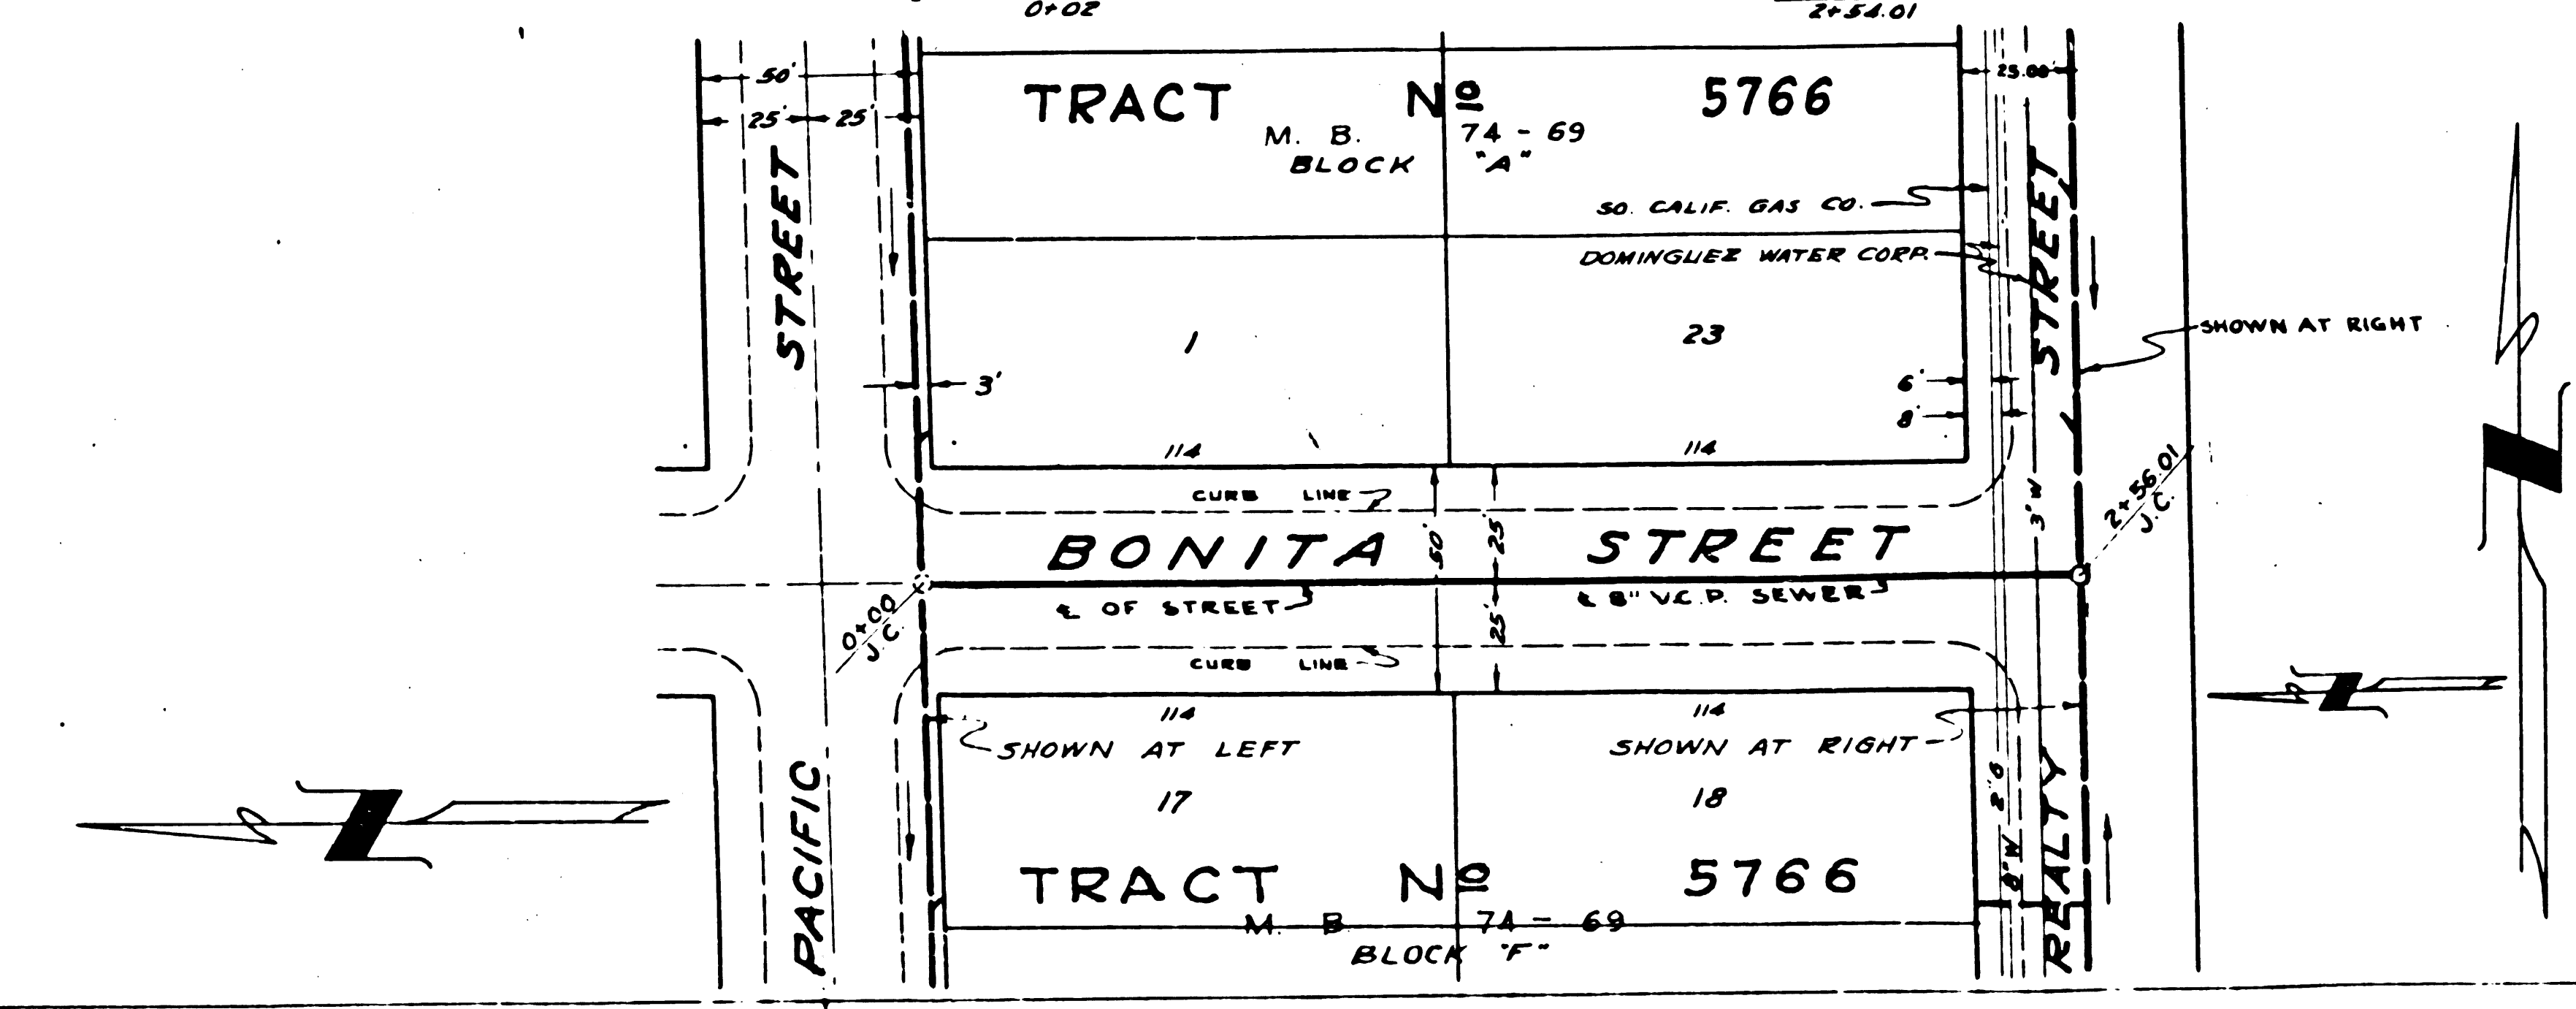 0+02
2+54.01
50'
25' 25'
25.00'
TRACT Nº 5766
M. B. 74 - 69
BLOCK "A"
SO. CALIF. GAS CO.
DOMINGUEZ WATER CORP.
STREET
STREET
SHOWN AT RIGHT
1
23
3'
6'
8'
114
114
CURB LINE
BONITA STREET
50'
25'
25'
3" W
2+56.01
J.C.
℄ OF STREET
℄ 8" V.C.P. SEWER
0+00
J.C.
CURB LINE
114
114
SHOWN AT LEFT
SHOWN AT RIGHT
17
18
2" G
8" W
PACIFIC
REALTY
TRACT Nº 5766
M. B. 74 - 69
BLOCK "F"